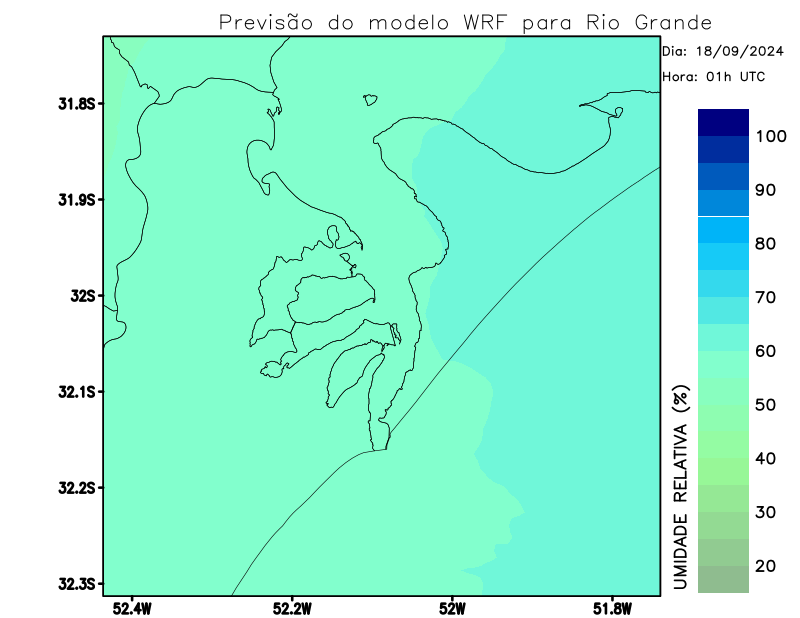 Previsão do modelo WRF para Rio Grande
Dia: 18/09/2024
Hora: 01h UTC
31.8S
31.9S
32S
32.1S
32.2S
32.3S
52.4W
52.2W
52W
51.8W
100
90
80
70
60
50
40
30
20
UMIDADE RELATIVA (%)